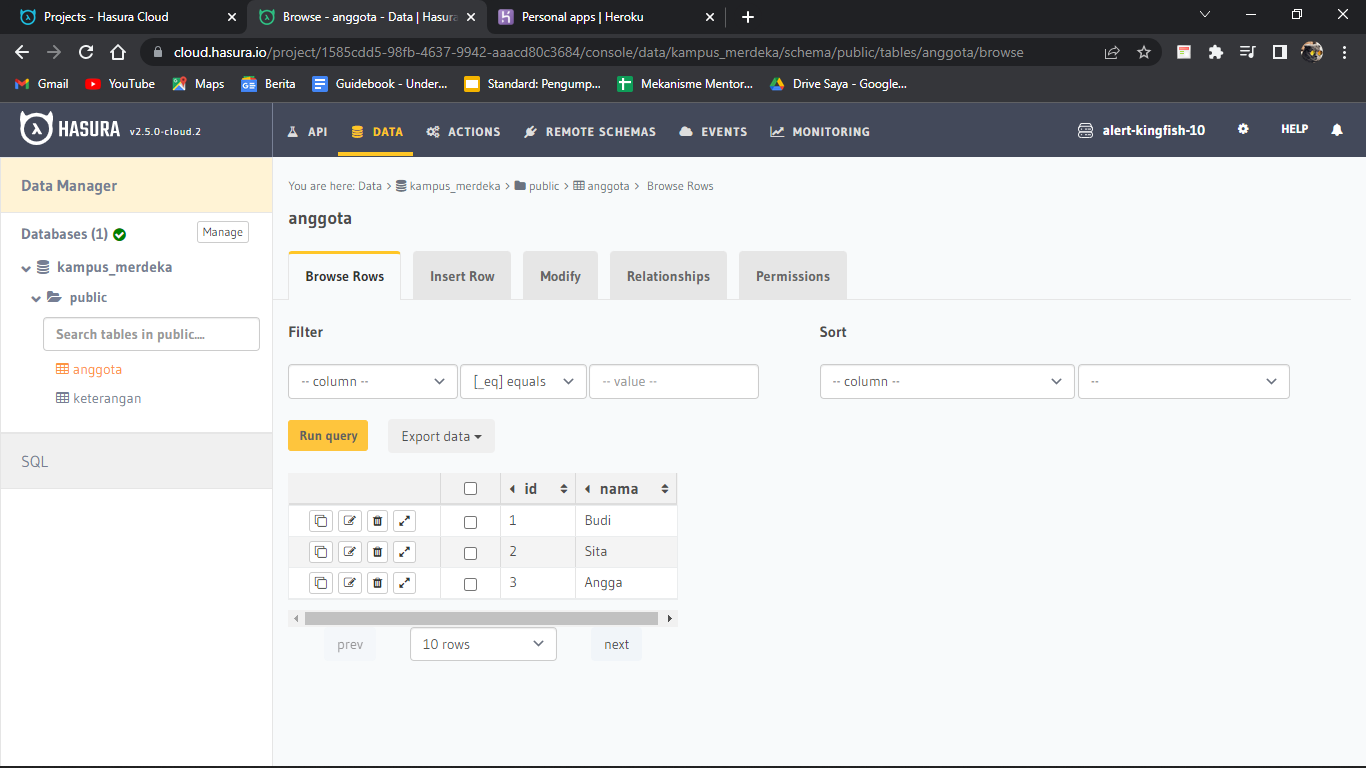 Projects - Hasura Cloud
Browse - anggota - Data | Hasura
Personal apps | Heroku
cloud.hasura.io/project/1585cdd5-98fb-4637-9942-aaacd80c3684/console/data/kampus_merdeka/schema/public/tables/anggota/browse
Gmail YouTube Maps Berita Guidebook - Under... Standard: Pengump... Mekanisme Mentor... Drive Saya - Google...
HASURA v2.5.0-cloud.2 API DATA ACTIONS REMOTE SCHEMAS EVENTS MONITORING alert-kingfish-10 HELP
Data Manager
Databases (1) Manage
kampus_merdeka
public
Search tables in public....
anggota
keterangan
SQL
You are here: Data > kampus_merdeka > public > anggota > Browse Rows
anggota
Browse Rows Insert Row Modify Relationships Permissions
Filter Sort
-- column -- [_eq] equals -- value -- -- column -- --
Run query Export data
id nama
1 Budi
2 Sita
3 Angga
prev 10 rows next